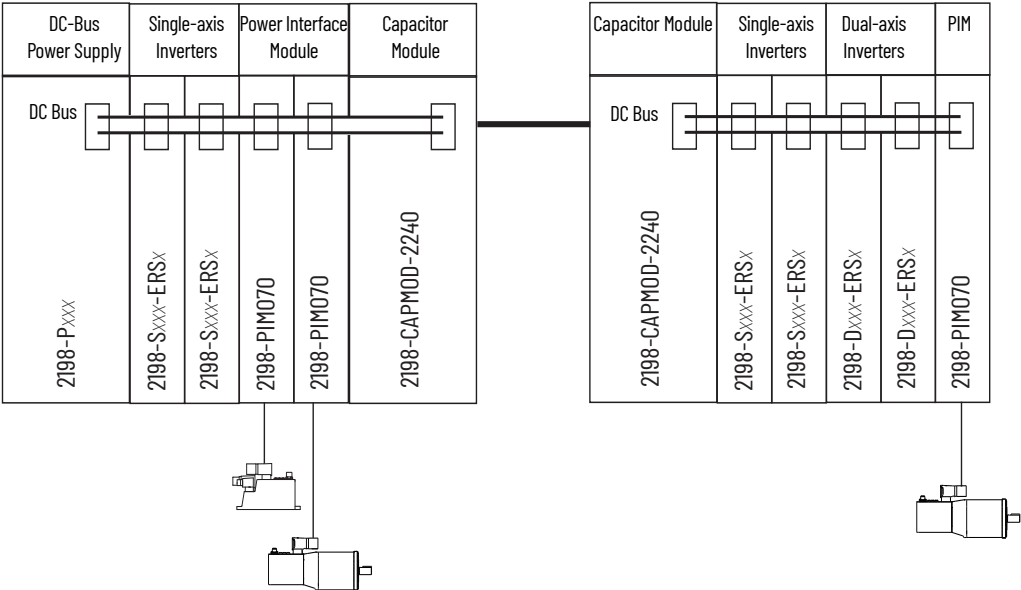 DC-Bus
Power Supply
Single-axis
Inverters
Power Interface
Module
Capacitor
Module
DC Bus
2198-Pxxx
2198-Sxxx-ERSx
2198-Sxxx-ERSx
2198-PIM070
2198-PIM070
2198-CAPMOD-2240
Capacitor Module
Single-axis
Inverters
Dual-axis
Inverters
PIM
DC Bus
2198-CAPMOD-2240
2198-Sxxx-ERSx
2198-Sxxx-ERSx
2198-Dxxx-ERSx
2198-Dxxx-ERSx
2198-PIM070